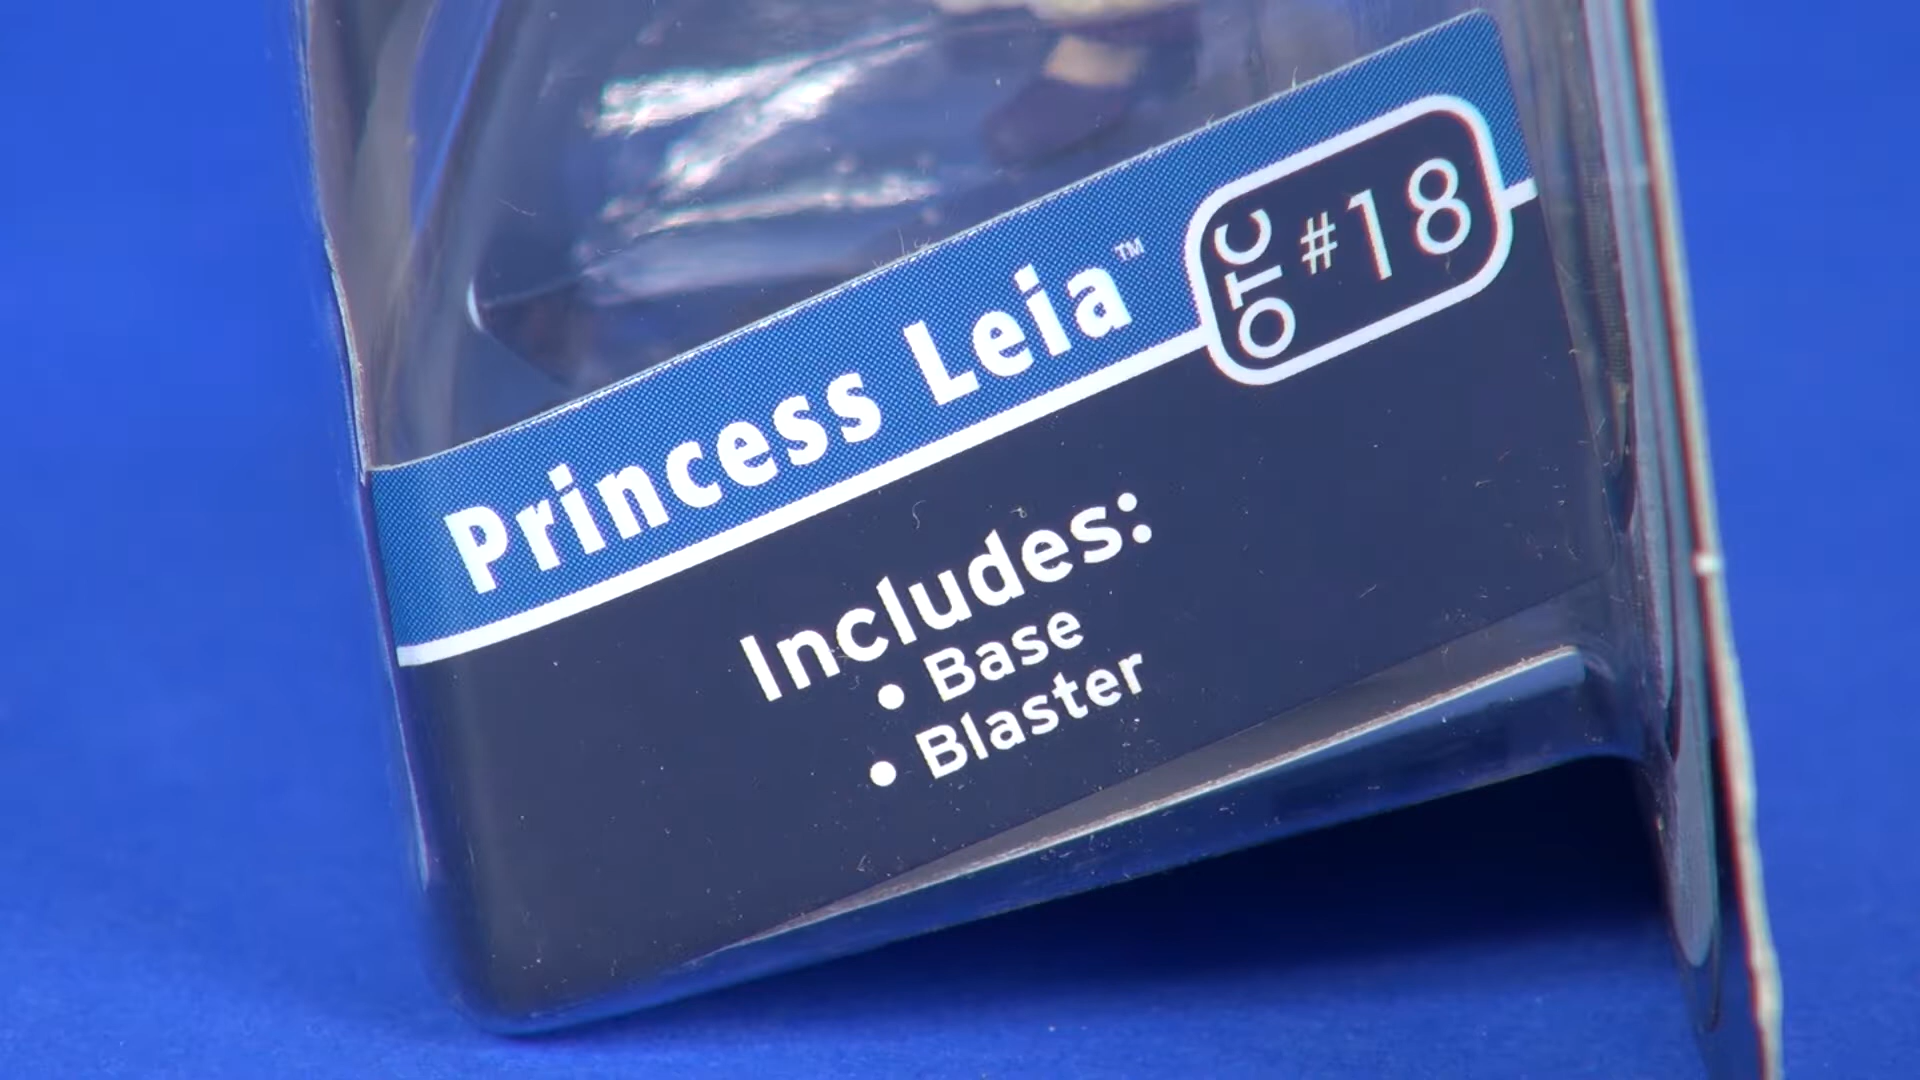 Princess Leia™
OTC #18
Includes:
• Base
• Blaster